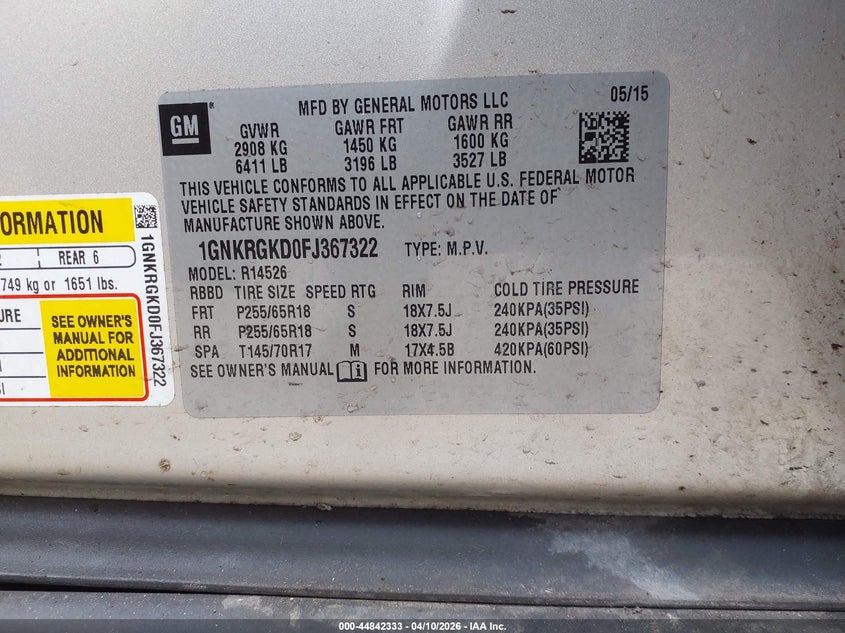 MFD BY GENERAL MOTORS LLC 05/15
GM ®
GVWR GAWR FRT GAWR RR
2908 KG 1450 KG 1600 KG
6411 LB 3196 LB 3527 LB
THIS VEHICLE CONFORMS TO ALL APPLICABLE U.S. FEDERAL MOTOR
VEHICLE SAFETY STANDARDS IN EFFECT ON THE DATE OF
MANUFACTURE SHOWN ABOVE.
1GNKRGKD0FJ367322 TYPE: M.P.V.
MODEL: R14526
RBBD TIRE SIZE SPEED RTG RIM COLD TIRE PRESSURE
FRT P255/65R18 S 18X7.5J 240KPA(35PSI)
RR P255/65R18 S 18X7.5J 240KPA(35PSI)
SPA T145/70R17 M 17X4.5B 420KPA(60PSI)
SEE OWNER'S MANUAL i FOR MORE INFORMATION.
ORMATION
REAR 6
749 kg or 1651 lbs.
URE
SEE OWNER'S
MANUAL FOR
ADDITIONAL
INFORMATION
1GNKRGKD0FJ367322
000-44842333 - 04/10/2026 - IAA Inc.